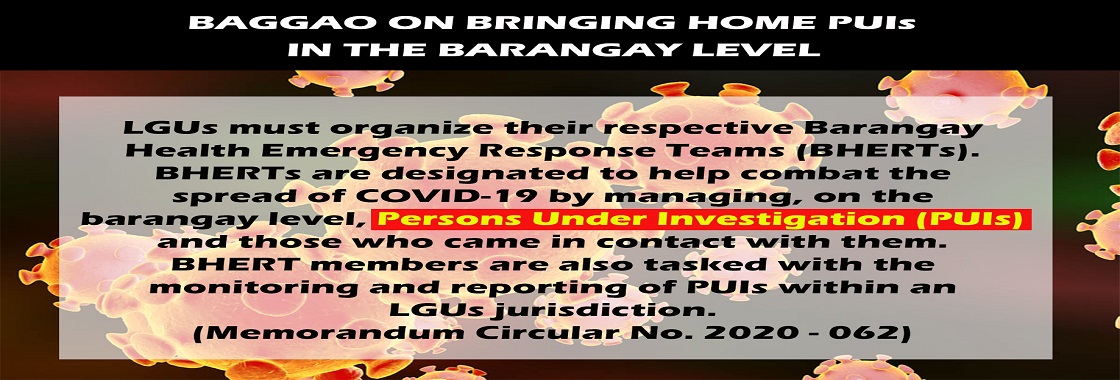 BAGGAO ON BRINGING HOME PUIs
IN THE BARANGAY LEVEL
LGUs must organize their respective Barangay
Health Emergency Response Teams (BHERTs).
BHERTs are designated to help combat the
spread of COVID-19 by managing, on the
barangay level, Persons Under Investigation (PUIs)
and those who came in contact with them.
BHERT members are also tasked with the
monitoring and reporting of PUIs within an
LGUs jurisdiction.
(Memorandum Circular No. 2020 - 062)